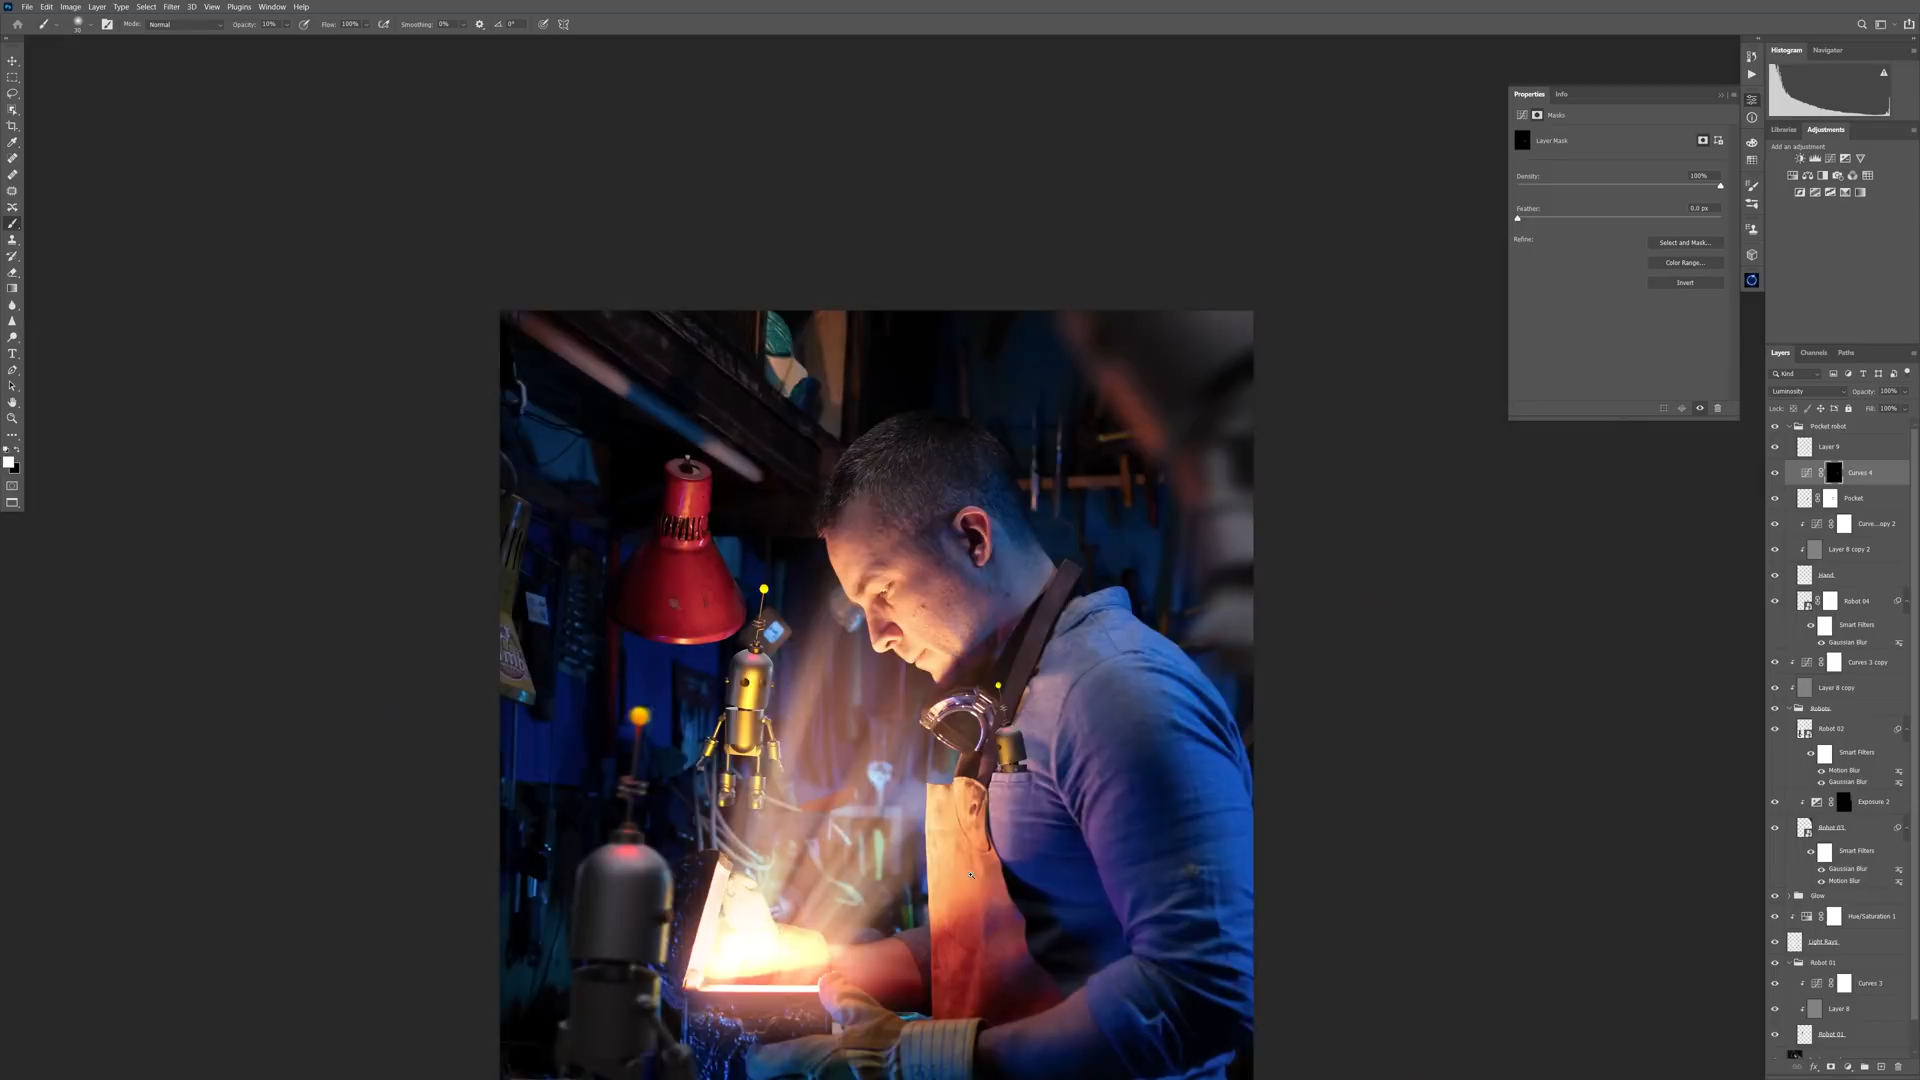 File Edit Image Layer Type Select Filter 3D View Plugins Window Help
30 Mode: Normal Opacity: 10% Flow: 100% Smoothing: 0% 0°
Histogram Navigator
Properties Info
Masks
Layer Mask
Density: 100%
Feather: 0.0 px
Refine:
Select and Mask...
Color Range...
Invert
Libraries Adjustments
Add an adjustment
Layers Channels Paths
Kind
Luminosity Opacity: 100%
Lock: Fill: 100%
Pocket robot
Layer 9
Curves 4
Pocket
Curve...opy 2
Layer 8 copy 2
Hand
Robot 04
Smart Filters
Gaussian Blur
Curves 3 copy
Layer 8 copy
Robots
Robot 02
Smart Filters
Motion Blur
Gaussian Blur
Exposure 2
Robot 03
Smart Filters
Gaussian Blur
Motion Blur
Glow
Hue/Saturation 1
Light Rays
Robot 01
Curves 3
Layer 8
Robot 01